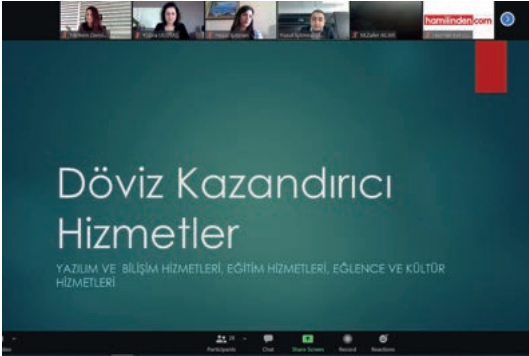 hamilinden.com
Döviz Kazandırıcı
Hizmetler
YAZILIM VE BİLİŞİM HİZMETLERİ, EĞİTİM HİZMETLERİ, EĞLENCE VE KÜLTÜR
HİZMETLERİ
Participants Chat Share Screen Record Reactions